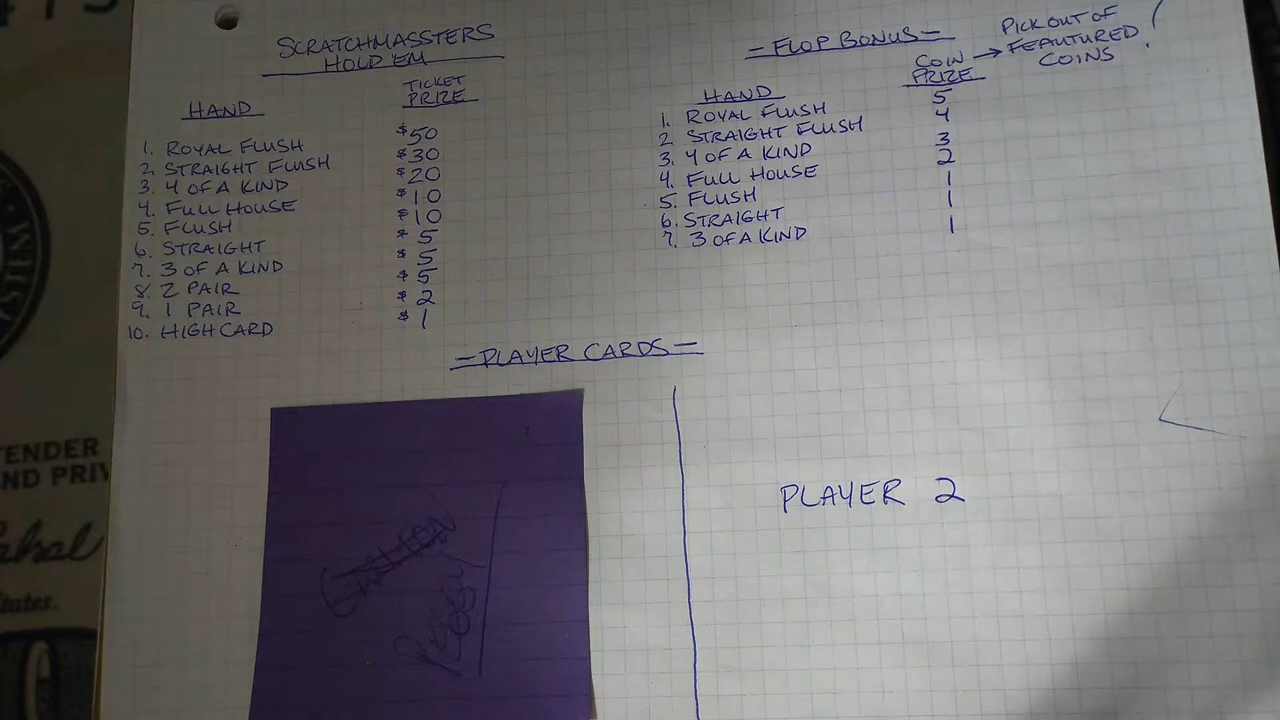 SCRATCHMASSTERS
HOLD 'EM
HAND
TICKET
PRIZE
1. ROYAL FLUSH $50
2. STRAIGHT FLUSH $30
3. 4 OF A KIND $20
4. FULL HOUSE $10
5. FLUSH $10
6. STRAIGHT $5
7. 3 OF A KIND $5
8. 2 PAIR $5
9. 1 PAIR $2
10. HIGH CARD $1
- FLOP BONUS -
HAND
COIN
PRIZE
→ PICK OUT OF
FEAUTURED
COINS !
1. ROYAL FLUSH 5
2. STRAIGHT FLUSH 4
3. 4 OF A KIND 3
4. FULL HOUSE 2
5. FLUSH 1
6. STRAIGHT 1
7. 3 OF A KIND 1
- PLAYER CARDS -
PLAYER 2
TENDER
ND PRIV
tates.